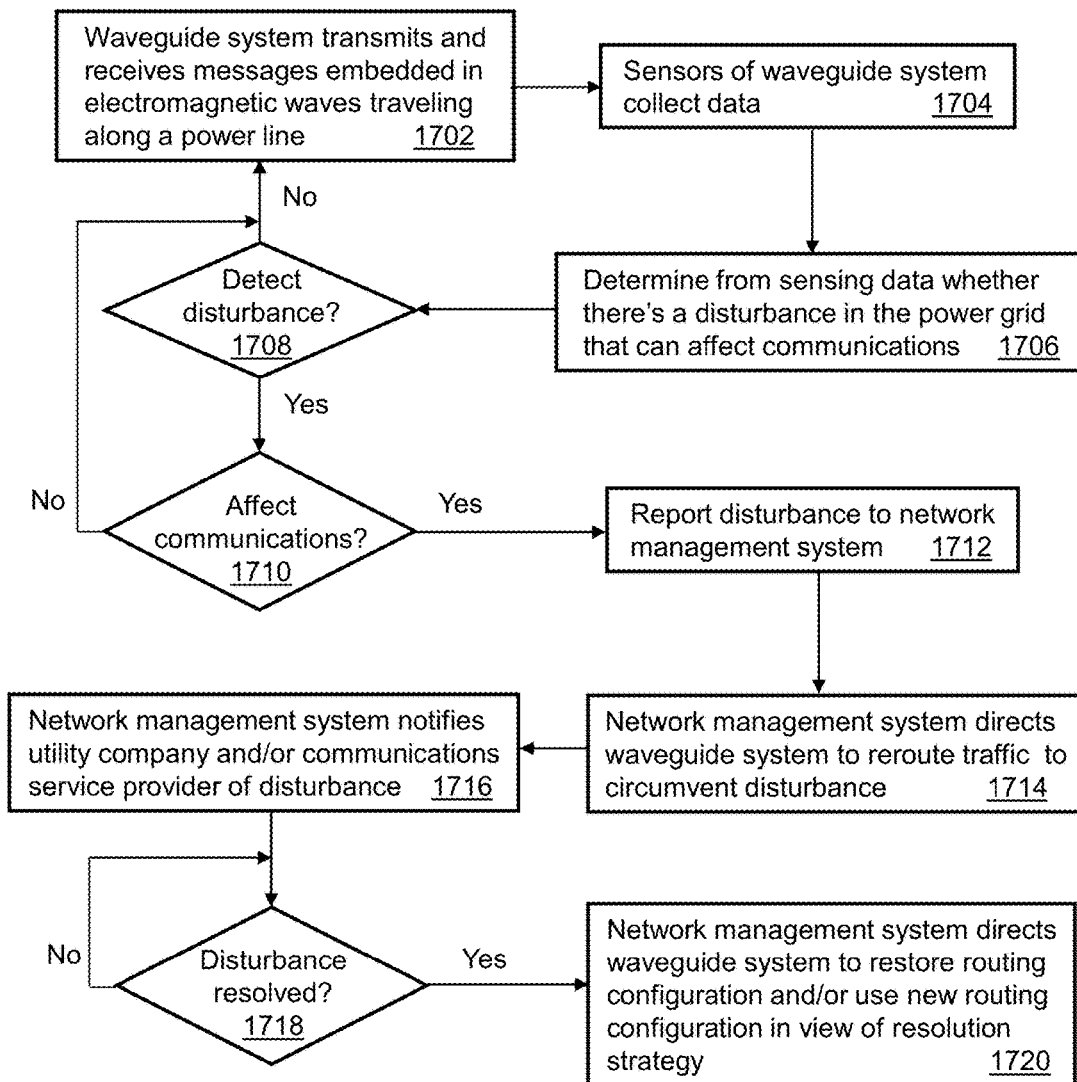 Waveguide system transmits and
receives messages embedded in
electromagnetic waves traveling
along a power line 1702
Sensors of waveguide system
collect data 1704
No
Detect
disturbance?
1708
Determine from sensing data whether
there's a disturbance in the power grid
that can affect communications 1706
Yes
No
Affect
communications?
1710
Yes
Report disturbance to network
management system 1712
Network management system notifies
utility company and/or communications
service provider of disturbance 1716
Network management system directs
waveguide system to reroute traffic to
circumvent disturbance 1714
No
Disturbance
resolved?
1718
Yes
Network management system directs
waveguide system to restore routing
configuration and/or use new routing
configuration in view of resolution
strategy 1720